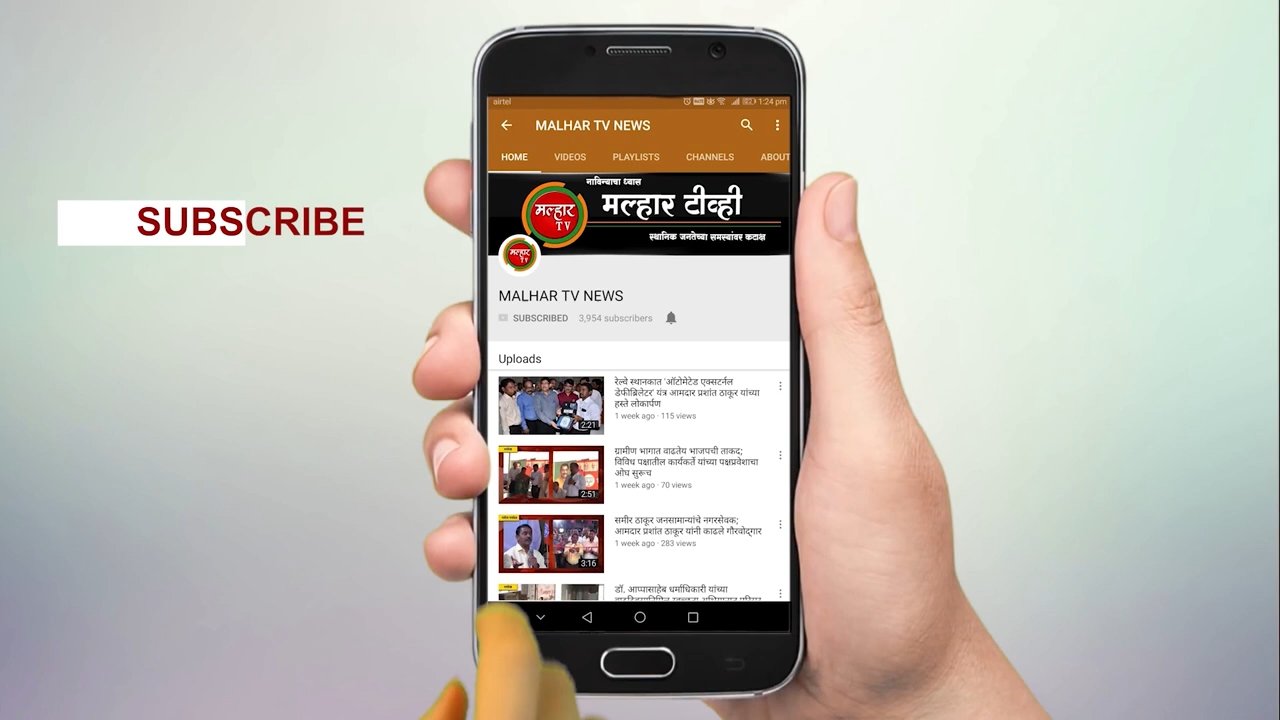 SUBSCRIBE
airtel
1:24 pm
MALHAR TV NEWS
HOME VIDEOS PLAYLISTS CHANNELS ABOUT
नाविन्याचा ध्यास
मल्हार टीव्ही
मल्हार
TV
स्थानिक जनतेच्या समस्यांवर कटाक्ष
मल्हार
TV
MALHAR TV NEWS
SUBSCRIBED 3,954 subscribers
Uploads
रेल्वे स्थानकात 'ऑटोमेटेड एक्सटर्नल
डेफीब्रिलेटर' यंत्र आमदार प्रशांत ठाकूर यांच्या
हस्ते लोकार्पण
1 week ago · 115 views
2:21
ग्रामीण भागात वाढतेय भाजपची ताकद;
विविध पक्षातील कार्यकर्ते यांच्या पक्षप्रवेशाचा
ओघ सुरूच
1 week ago · 70 views
2:51
समीर ठाकूर जनसामान्यांचे नगरसेवक;
आमदार प्रशांत ठाकूर यांनी काढले गौरवोद्गार
1 week ago · 283 views
3:16
डॉ. आप्पासाहेब धर्माधिकारी यांच्या